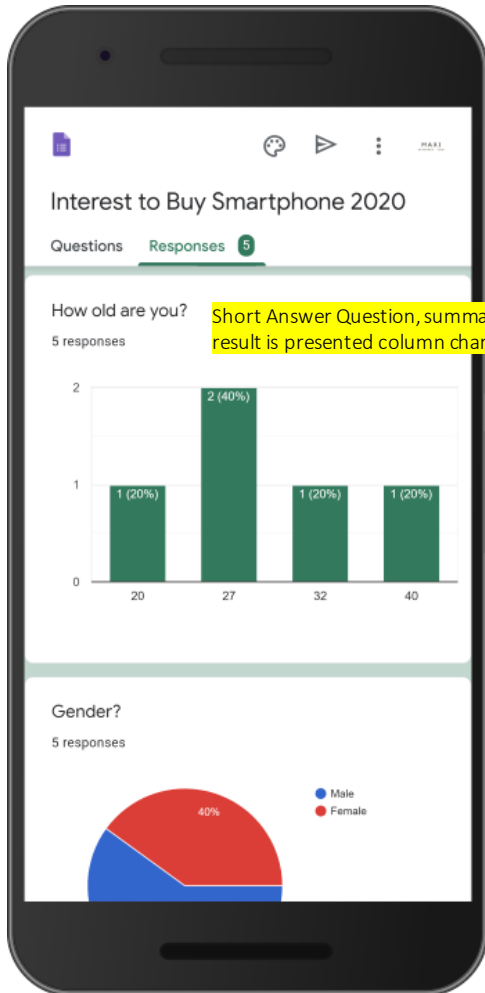 MARI
Interest to Buy Smartphone 2020
Questions Responses 5
How old are you?
5 responses
Short Answer Question, summa
result is presented column char
2
1
0
1 (20%)
2 (40%)
1 (20%)
1 (20%)
20 27 32 40
Gender?
5 responses
40%
Male
Female